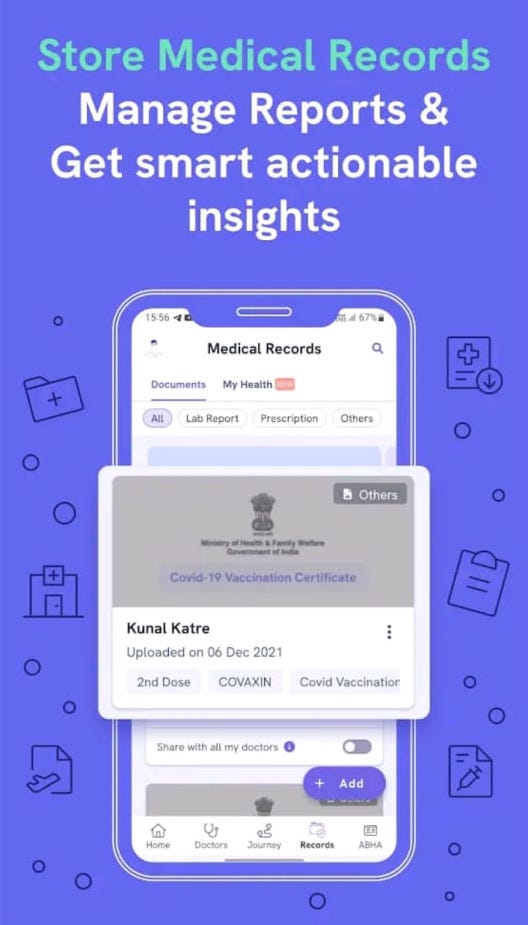 Store Medical Records
Manage Reports &
Get smart actionable
insights
15:56
67%
Medical Records
Documents
My Health NEW
All
Lab Report
Prescription
Others
Others
Ministry of Health & Family Welfare
Government of India
Covid-19 Vaccination Certificate
Kunal Katre
Uploaded on 06 Dec 2021
2nd Dose
COVAXIN
Covid Vaccination
Share with all my doctors
+ Add
Others
Home
Doctors
Journey
Records
ABHA